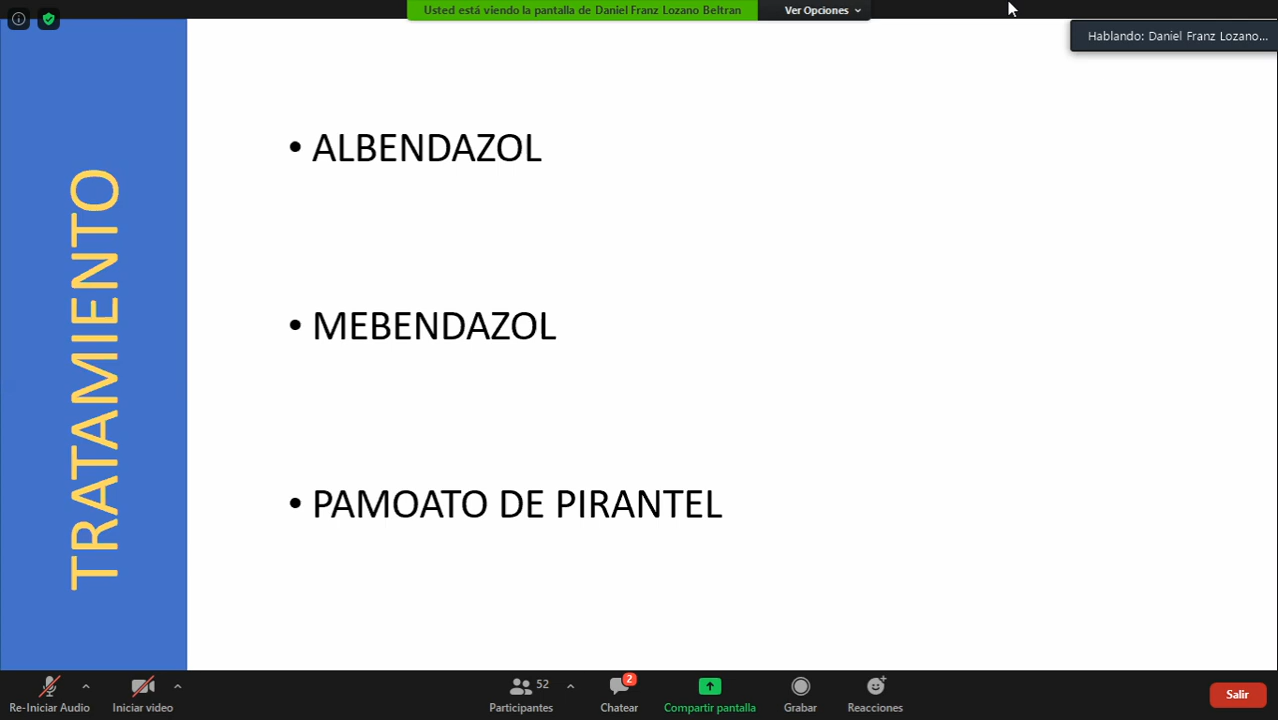 Usted está viendo la pantalla de Daniel Franz Lozano Beltran
Ver Opciones
Hablando: Daniel Franz Lozano...
TRATAMIENTO
• ALBENDAZOL
• MEBENDAZOL
• PAMOATO DE PIRANTEL
Re-Iniciar Audio
Iniciar video
52
Participantes
2
Chatear
Compartir pantalla
Grabar
Reacciones
Salir